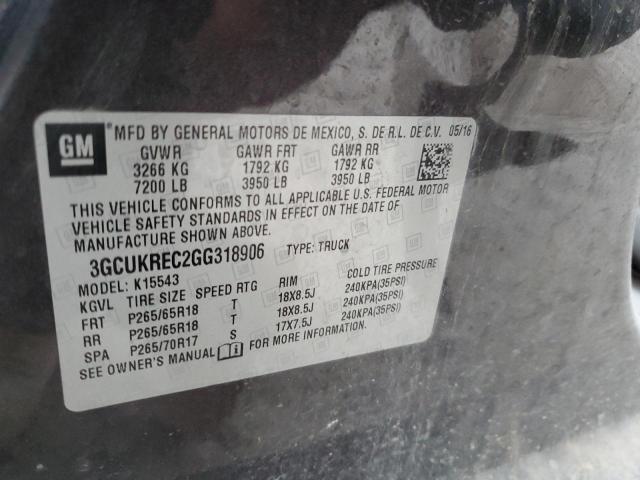 GM
MFD BY GENERAL MOTORS DE MEXICO, S. DE R.L. DE C.V. 05/16
GVWR GAWR FRT GAWR RR
3266 KG 1792 KG 1792 KG
7200 LB 3950 LB 3950 LB
THIS VEHICLE CONFORMS TO ALL APPLICABLE U.S. FEDERAL MOTOR
VEHICLE SAFETY STANDARDS IN EFFECT ON THE DATE OF
MANUFACTURE SHOWN ABOVE.
3GCUKREC2GG318906 TYPE: TRUCK
MODEL: K15543
KGVL TIRE SIZE SPEED RTG RIM COLD TIRE PRESSURE
FRT P265/65R18 T 18X8.5J 240KPA(35PSI)
RR P265/65R18 T 18X8.5J 240KPA(35PSI)
SPA P265/70R17 S 17X7.5J 240KPA(35PSI)
SEE OWNER'S MANUAL FOR MORE INFORMATION.